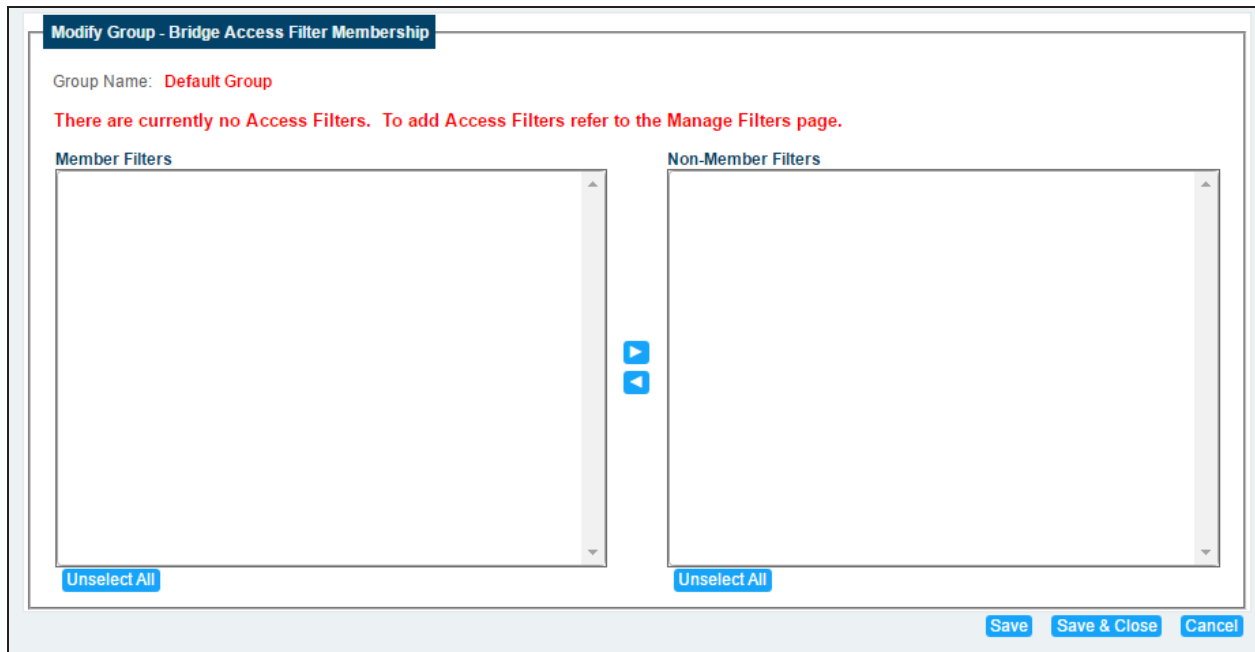 Modify Group - Bridge Access Filter Membership
Group Name: Default Group
There are currently no Access Filters. To add Access Filters refer to the Manage Filters page.
Member Filters
Non-Member Filters
Unselect All
Unselect All
Save
Save & Close
Cancel